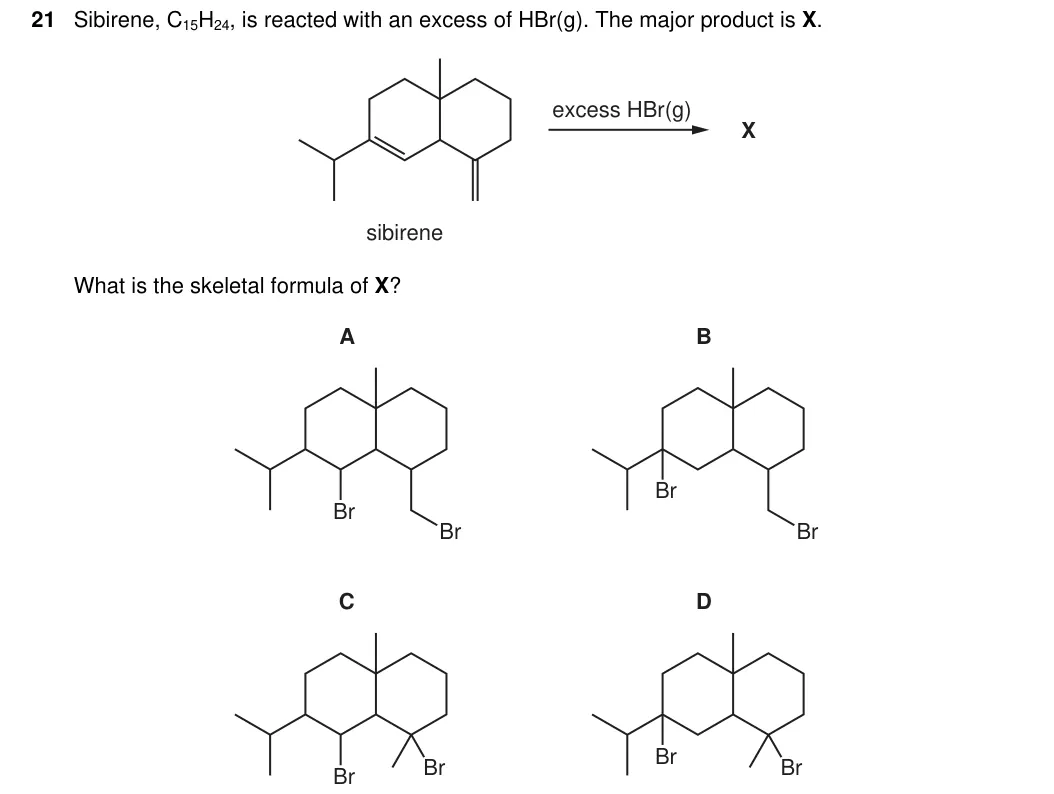 21 Sibirene, C₁₅H₂₄, is reacted with an excess of HBr(g). The major product is X.
excess HBr(g)
X
sibirene
What is the skeletal formula of X?
A B
Br Br
Br Br
C D
Br Br
Br Br